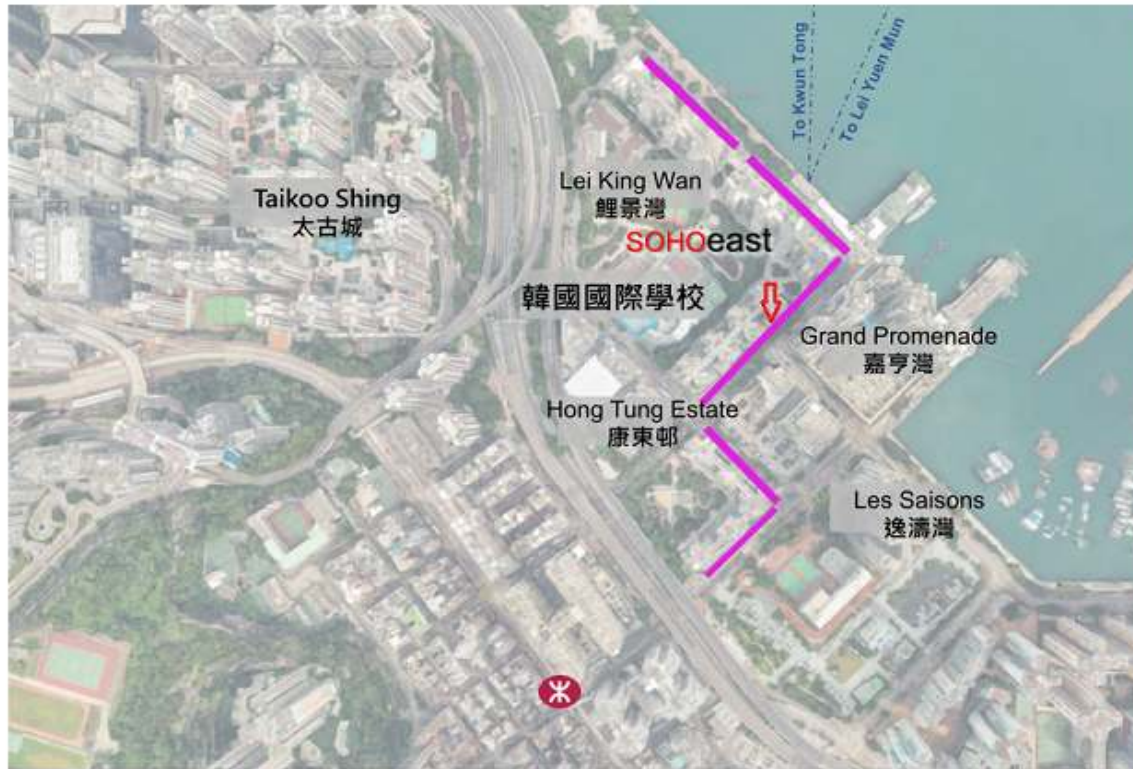 To Kwun Tong
To Lei Yuen Mun
Lei King Wan
鯉景灣
Taikoo Shing
太古城
SOHOeast
韓國國際學校
Grand Promenade
嘉亨灣
Hong Tung Estate
康東邨
Les Saisons
逸濤灣